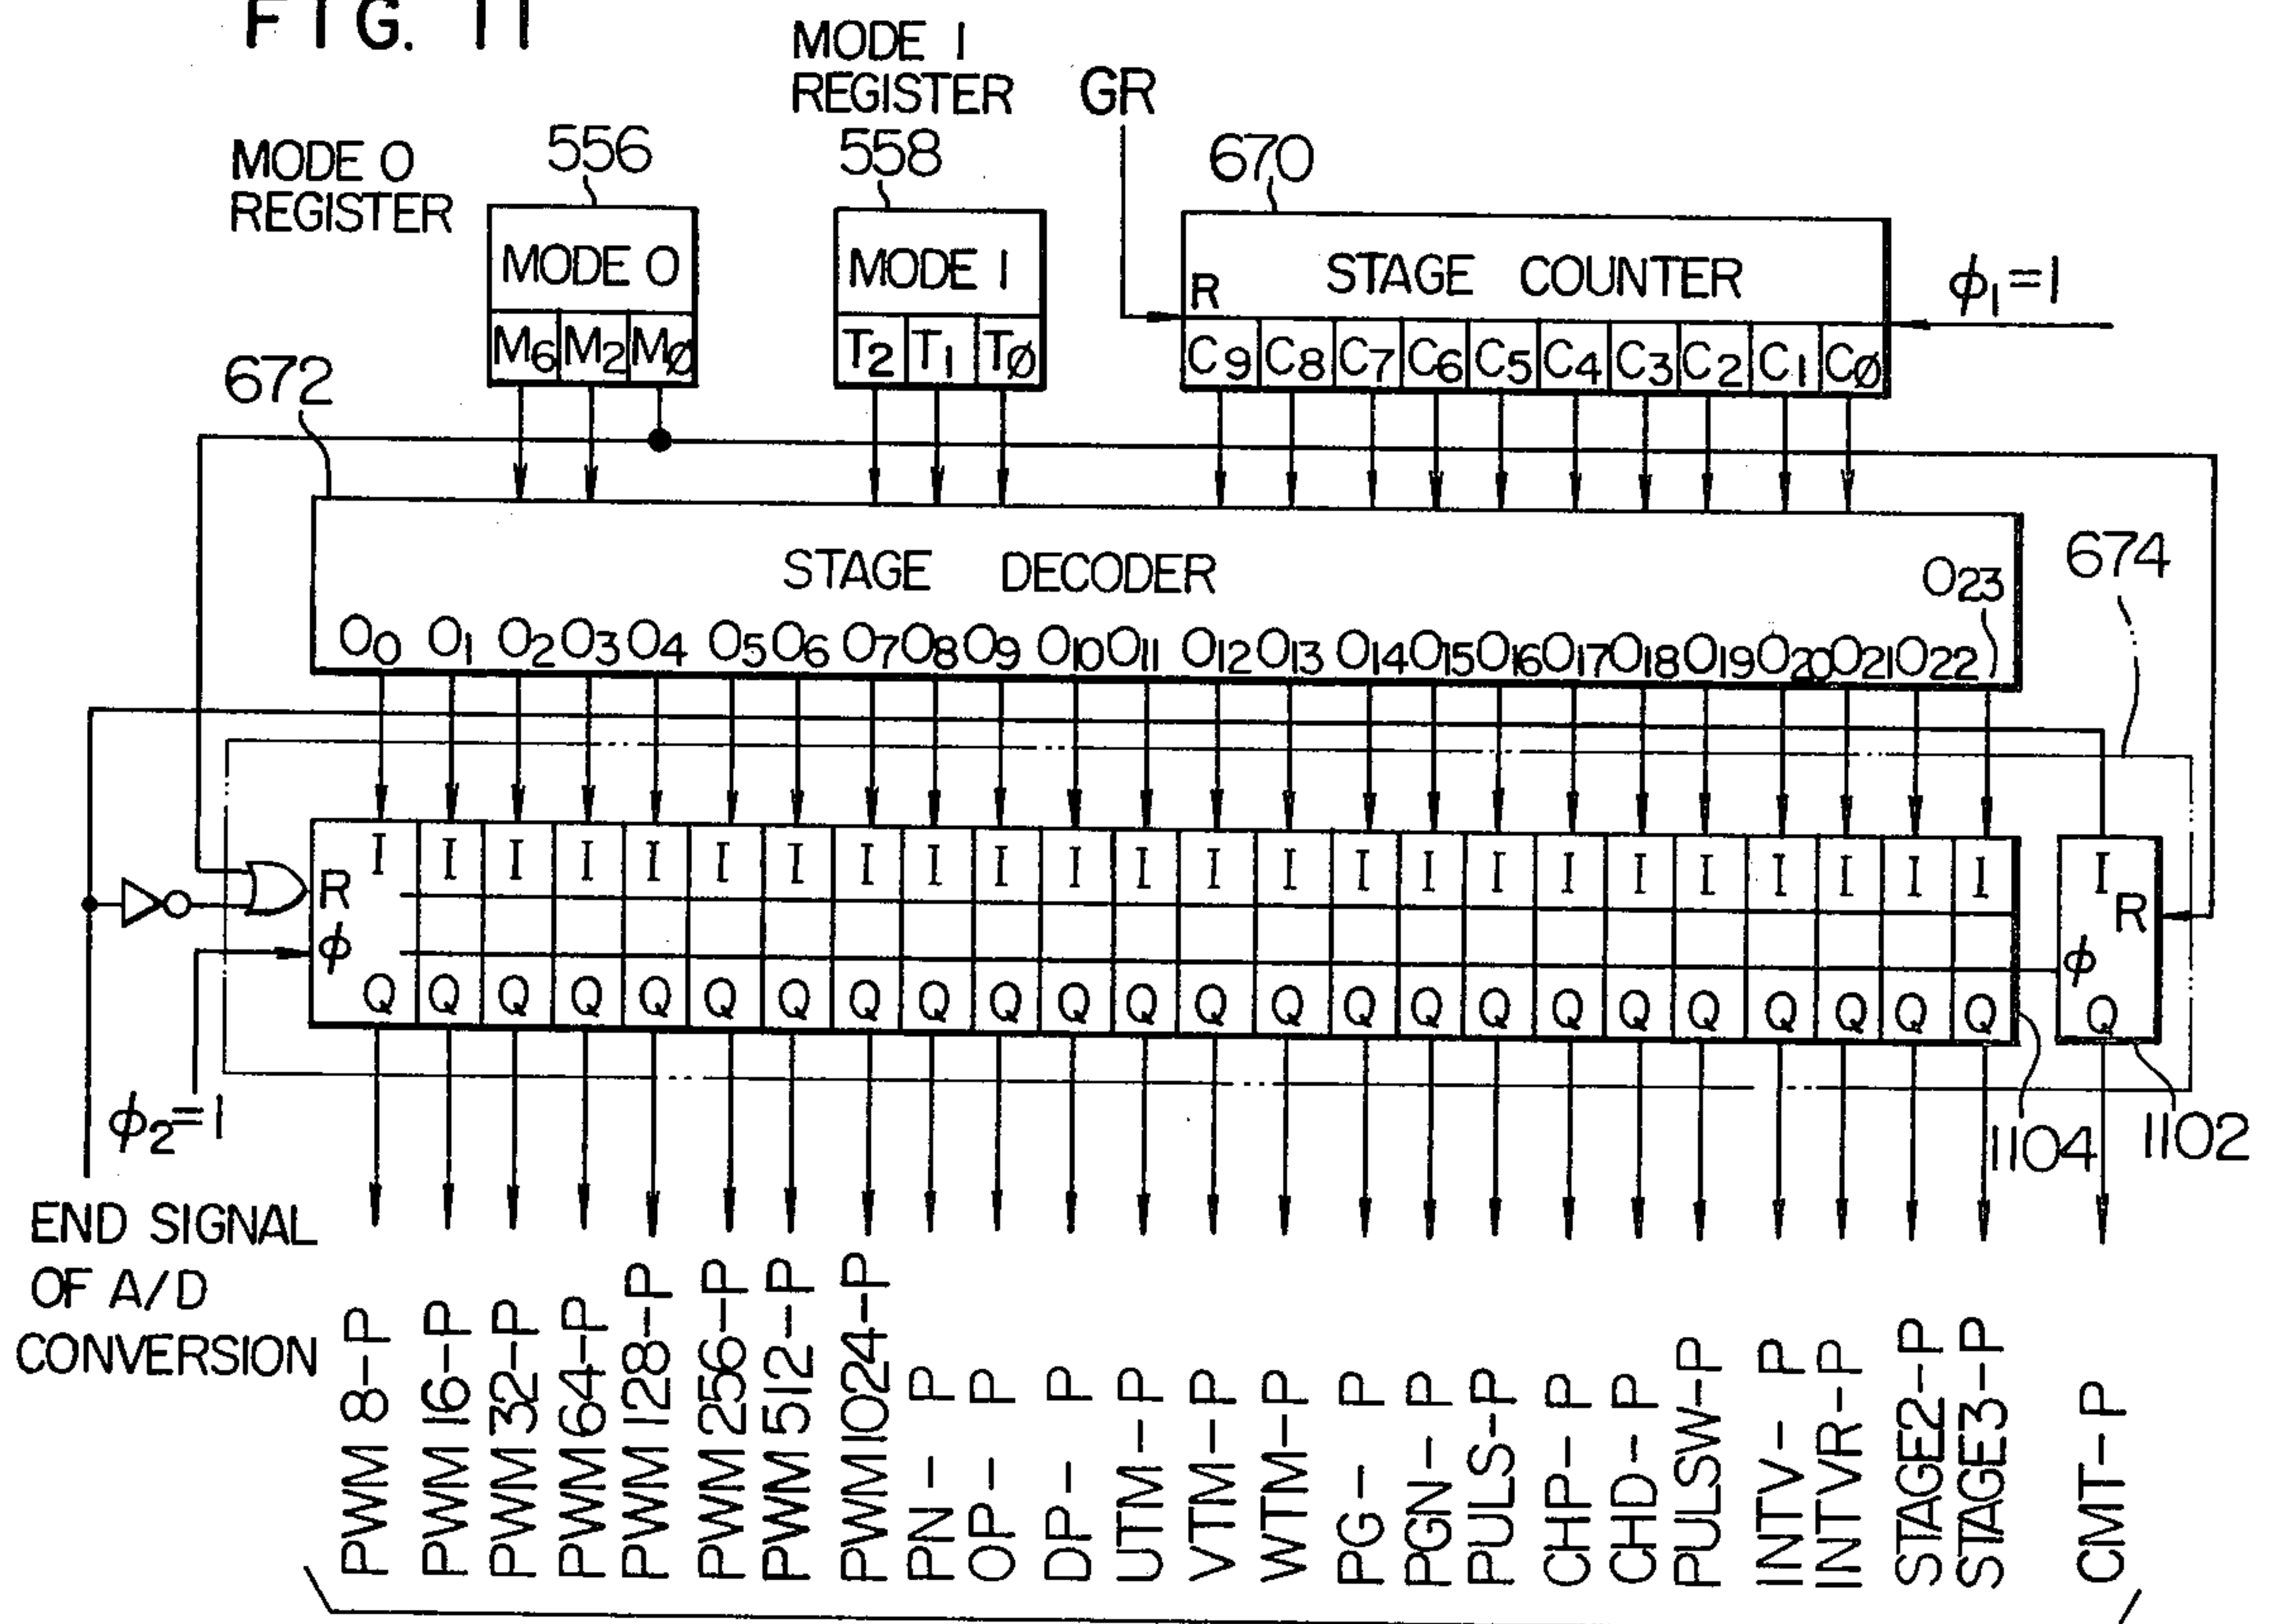 FIG. 11
MODE 1
REGISTER
558
GR
MODE 0
REGISTER
556
670
MODE 0
M6 M2 MØ
MODE 1
T2 T1 TØ
R STAGE COUNTER
C9 C8 C7 C6 C5 C4 C3 C2 C1 CØ
ϕ1=1
672
STAGE DECODER
O0 O1 O2 O3 O4 O5 O6 O7 O8 O9 O10 O11 O12 O13 O14 O15 O16 O17 O18 O19 O20 O21 O22 O23
674
R I I I I I I I I I I I I I I I I I I I I I I I I
ϕ
Q Q Q Q Q Q Q Q Q Q Q Q Q Q Q Q Q Q Q Q Q Q Q Q
I
R
ϕ
Q
ϕ2=1
1104
1102
END SIGNAL
OF A/D
CONVERSION
PWM 8-P
PWM 16-P
PWM 32-P
PWM 64-P
PWM 128-P
PWM 256-P
PWM 512-P
PWM 1024-P
PN- P
OP- P
DP- P
UTM-P
VTM-P
WTM-P
PG- P
PGN-P
PULS-P
CHP-P
CHD-P
PULSW-P
INTV- P
INTVR-P
STAGE2-P
STAGE3-P
CMT-P